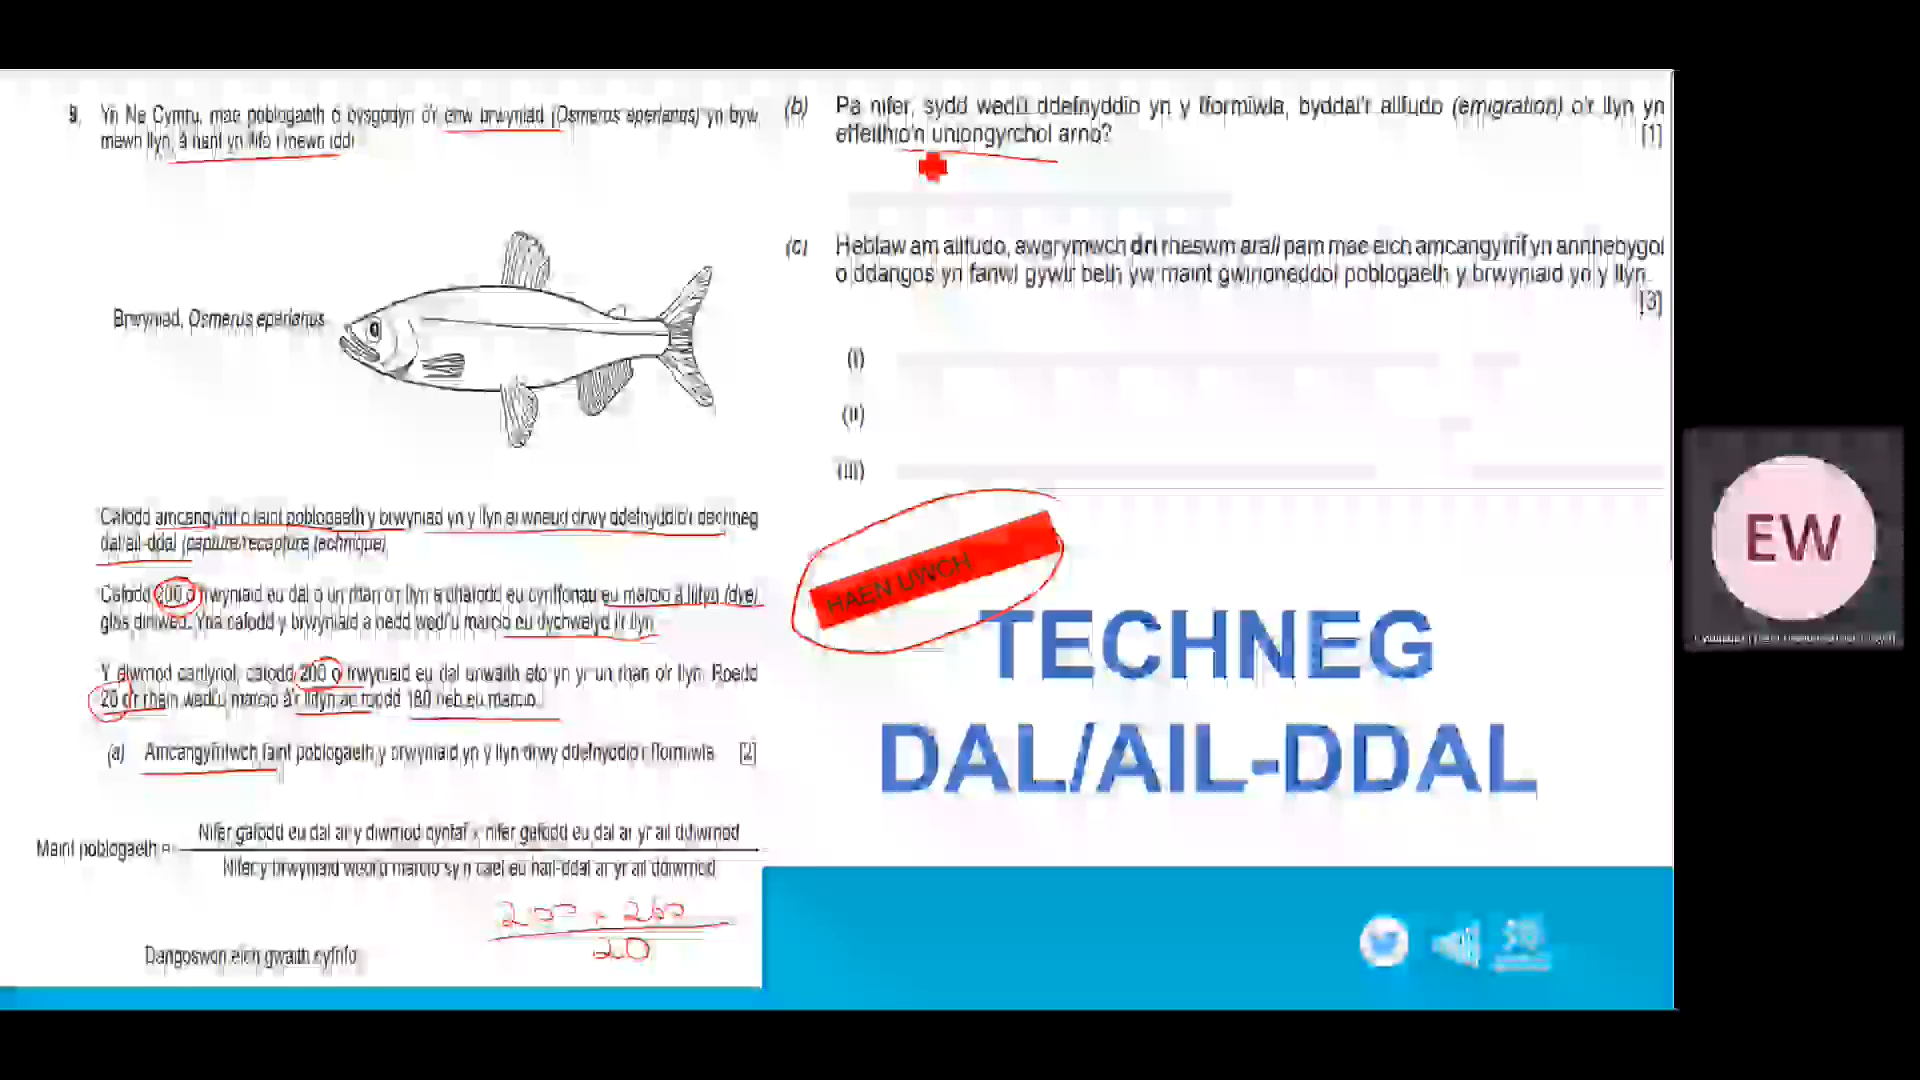 9. Yn Ne Cymru, mae poblogaeth o bysgodyn o'r enw brwyniad (Osmerus eperlanus) yn byw
mewn llyn, â nant yn llifo i mewn iddi
Brwyniad, Osmerus eperlanus
Cafodd amcangyfrif o faint poblogaeth y brwyniaid yn y llyn ei wneud drwy ddefnyddio'r dechneg
dal/ail-ddal (capture/recapture technique)
Cafodd 200 o frwyniaid eu dal o un rhan o'r llyn a chafodd eu cynffonau eu marcio â llifyn (dye)
glas diniwed. Yna cafodd y brwyniaid a oedd wedi'u marcio eu dychwelyd i'r llyn
Y diwrnod canlynol, cafodd 200 o frwyniaid eu dal unwaith eto yn yr un rhan o'r llyn. Roedd
20 o'r rhain wedi'u marcio â'r llifyn ac roedd 180 heb eu marcio.
(a) Amcangyfrifwch faint poblogaeth y brwyniaid yn y llyn drwy ddefnyddio'r fformiwla [2]
Maint poblogaeth = Nifer gafodd eu dal ar y diwrnod cyntaf x nifer gafodd eu dal ar yr ail ddiwrnod
Nifer y brwyniaid wedi'u marcio sy'n cael eu hail-ddal ar yr ail ddiwrnod
200 x 200
20
Dangoswch eich gwaith cyfrifo
(b) Pa nifer, sydd wedi'u ddefnyddio yn y fformiwla, byddai'r allfudo (emigration) o'r llyn yn
effeithio'n uniongyrchol arno? [1]
(c) Heblaw am allfudo, awgrymwch dri rheswm arall pam mae eich amcangyfrif yn annhebygol
o ddangos yn fanwl gywir beth yw maint gwirioneddol poblogaeth y brwyniaid yn y llyn.
[3]
(i)
(ii)
(iii)
HAEN UWCH
TECHNEG
DAL/AIL-DDAL
EW